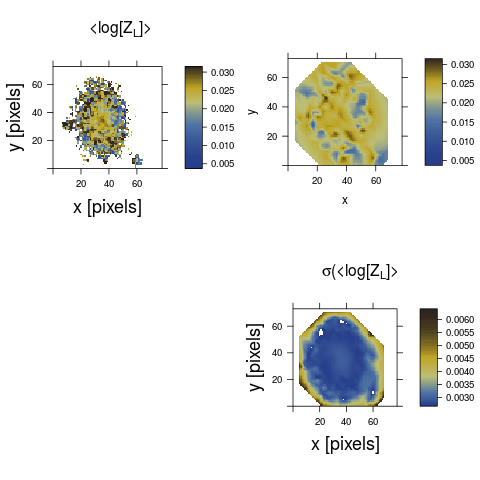 <log[Z_L]>
y [pixels]
60
40
20
20 40 60
x [pixels]
0.030
0.025
0.020
0.015
0.010
0.005
y
60
40
20
20 40 60
x
0.030
0.025
0.020
0.015
0.010
0.005
σ(<log[Z_L]>
y [pixels]
60
40
20
20 40 60
x [pixels]
0.0060
0.0055
0.0050
0.0045
0.0040
0.0035
0.0030